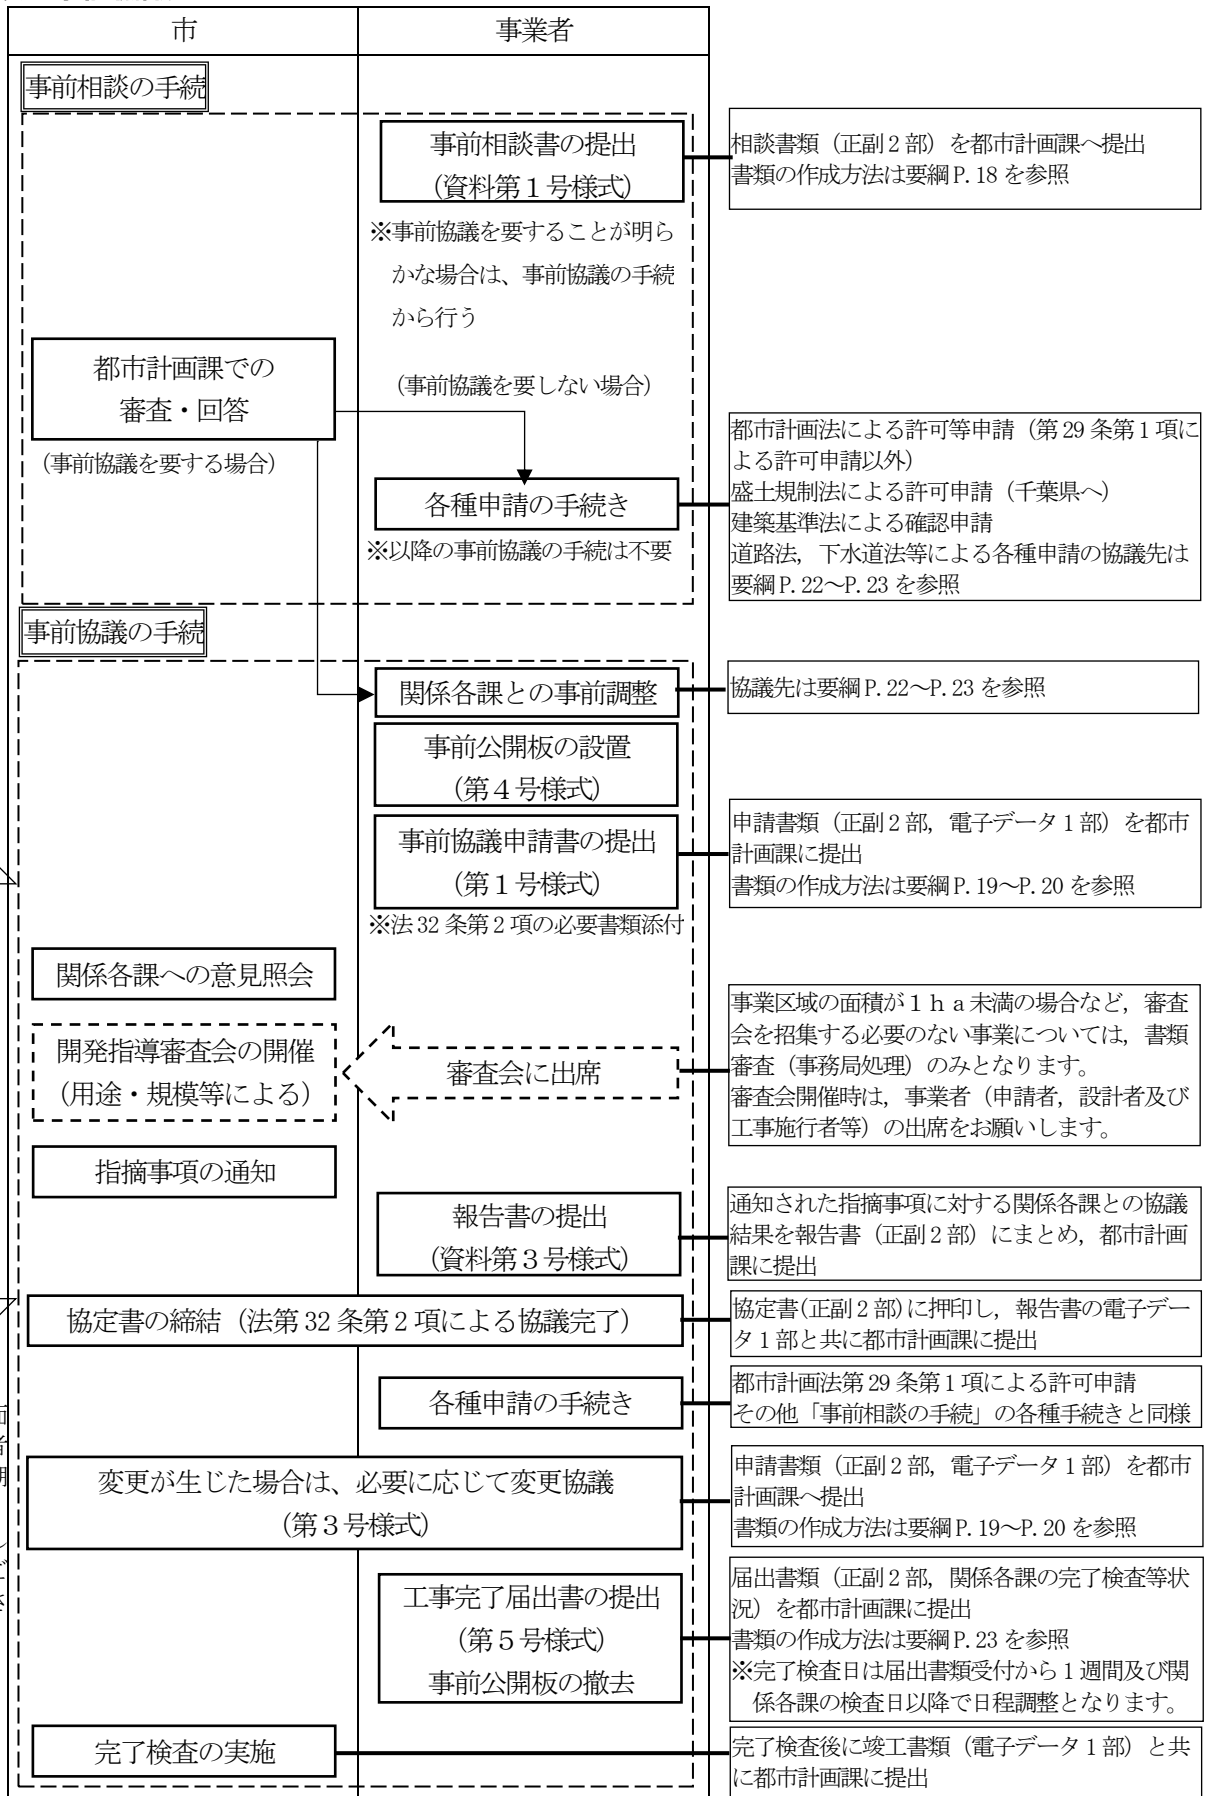 市
事業者
事前相談の手続
事前相談書の提出
（資料第１号様式）
相談書類（正副２部）を都市計画課へ提出
書類の作成方法は要綱P.18を参照
※事前協議を要することが明ら
かな場合は、事前協議の手続
から行う
都市計画課での
審査・回答
（事前協議を要しない場合）
（事前協議を要する場合）
各種申請の手続き
※以降の事前協議の手続は不要
都市計画法による許可等申請（第29条第１項に
よる許可申請以外）
盛土規制法による許可申請（千葉県へ）
建築基準法による確認申請
道路法，下水道法等による各種申請の協議先は
要綱P.22～P.23を参照
事前協議の手続
関係各課との事前調整
協議先は要綱P.22～P.23を参照
事前公開板の設置
（第４号様式）
事前協議申請書の提出
（第１号様式）
申請書類（正副２部，電子データ１部）を都市
計画課に提出
書類の作成方法は要綱P.19～P.20を参照
※法32条第２項の必要書類添付
関係各課への意見照会
開発指導審査会の開催
（用途・規模等による）
審査会に出席
事業区域の面積が１ｈａ未満の場合など，審査
会を招集する必要のない事業については，書類
審査（事務局処理）のみとなります。
審査会開催時は，事業者（申請者，設計者及び
工事施行者等）の出席をお願いします。
指摘事項の通知
報告書の提出
（資料第３号様式）
通知された指摘事項に対する関係各課との協議
結果を報告書（正副２部）にまとめ，都市計画
課に提出
協定書の締結（法第32条第２項による協議完了）
協定書(正副２部)に押印し，報告書の電子デー
タ１部と共に都市計画課に提出
各種申請の手続き
都市計画法第29条第１項による許可申請
その他「事前相談の手続」の各種手続きと同様
変更が生じた場合は、必要に応じて変更協議
（第３号様式）
申請書類（正副２部，電子データ１部）を都市
計画課へ提出
書類の作成方法は要綱P.19～P.20を参照
工事完了届出書の提出
（第５号様式）
事前公開板の撤去
届出書類（正副２部，関係各課の完了検査等状
況）を都市計画課に提出
書類の作成方法は要綱P.23を参照
※完了検査日は届出書類受付から１週間及び関
係各課の検査日以降で日程調整となります。
完了検査の実施
完了検査後に竣工書類（電子データ１部）と共
に都市計画課に提出